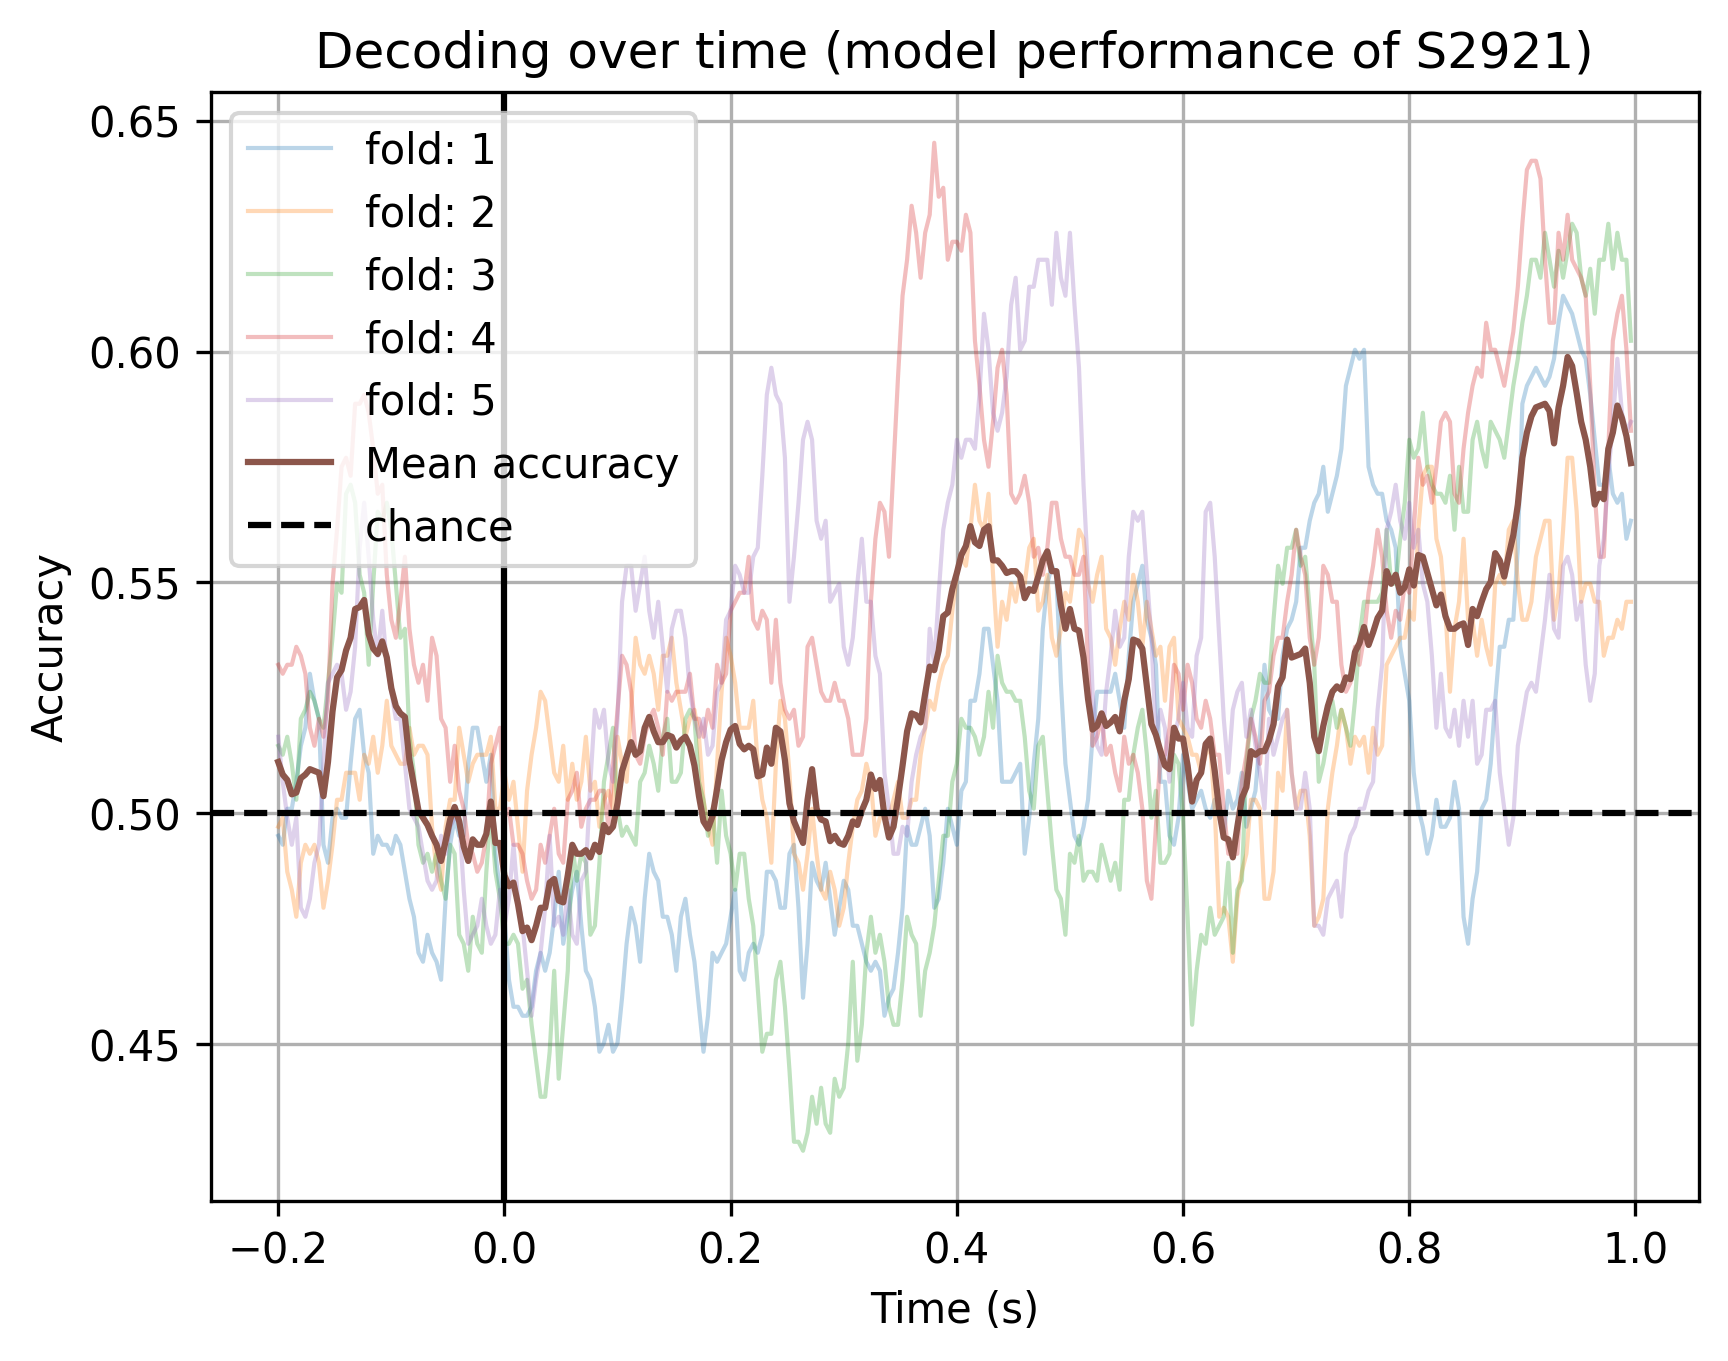 Decoding over time (model performance of S2921)
0.65
0.60
0.55
0.50
0.45
Accuracy
fold: 1
fold: 2
fold: 3
fold: 4
fold: 5
Mean accuracy
chance
−0.2 0.0 0.2 0.4 0.6 0.8 1.0
Time (s)